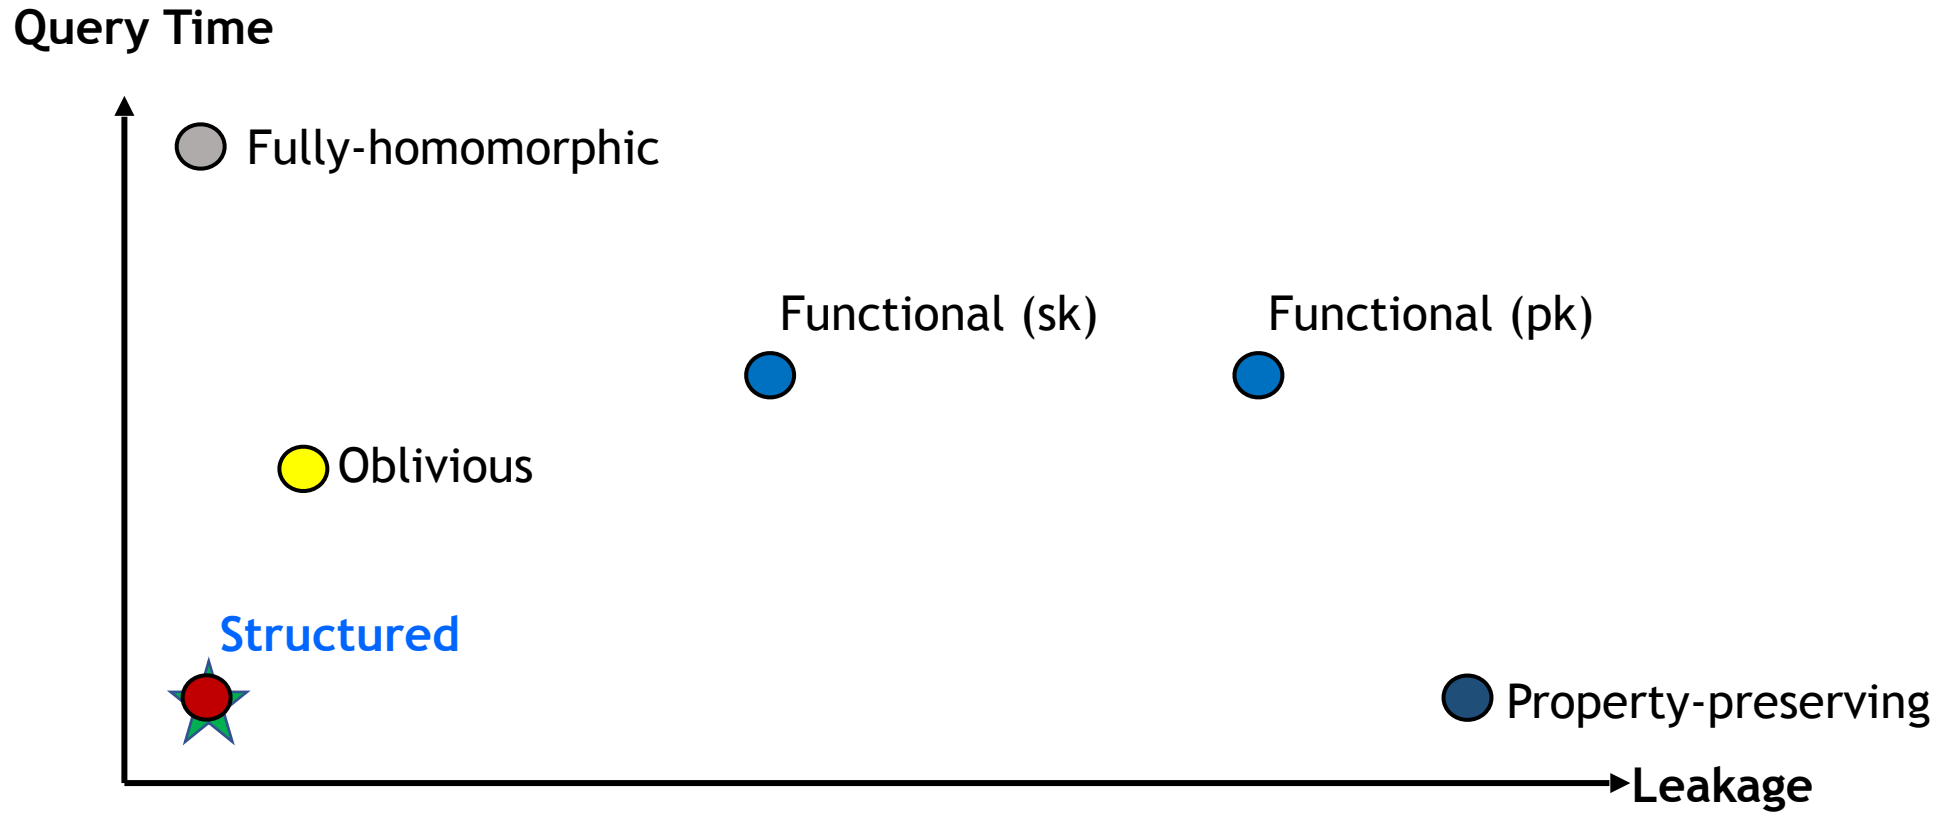 Query Time
Fully-homomorphic
Functional (sk)
Functional (pk)
Oblivious
Structured
Property-preserving
Leakage